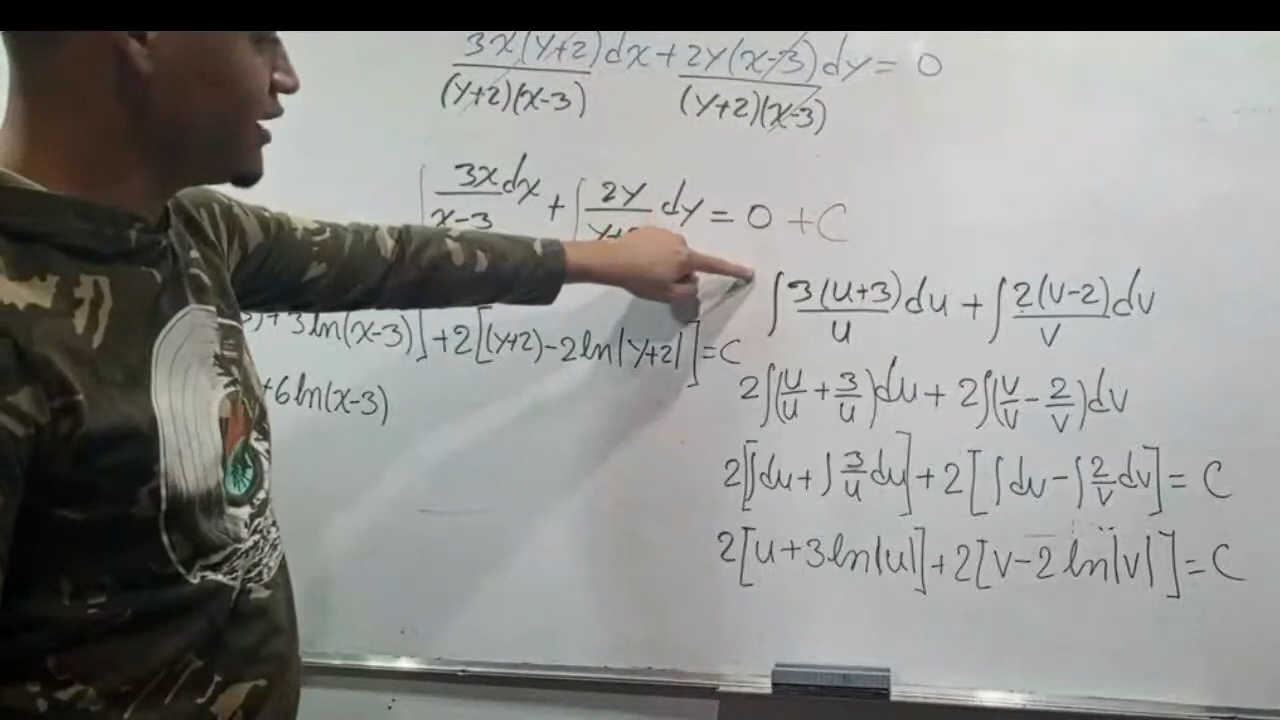 3x(y+2)dx + 2y(x-3)dy = 0
(y+2)(x-3) (y+2)(x-3)
∫ 3x dx + ∫ 2y dy = 0 + C
x-3
∫ 3(u+3)du + ∫ 2(v-2)dv
u v
+3ln(x-3)] + 2[(y+2) - 2ln|y+2|] = C
2∫(u/u + 3/u)du + 2∫(v/v - 2/v)dv
+6ln(x-3)
2[∫du + ∫3/u du] + 2[∫dv - ∫2/v dv] = C
2[u + 3ln|u|] + 2[v - 2ln|v|] = C